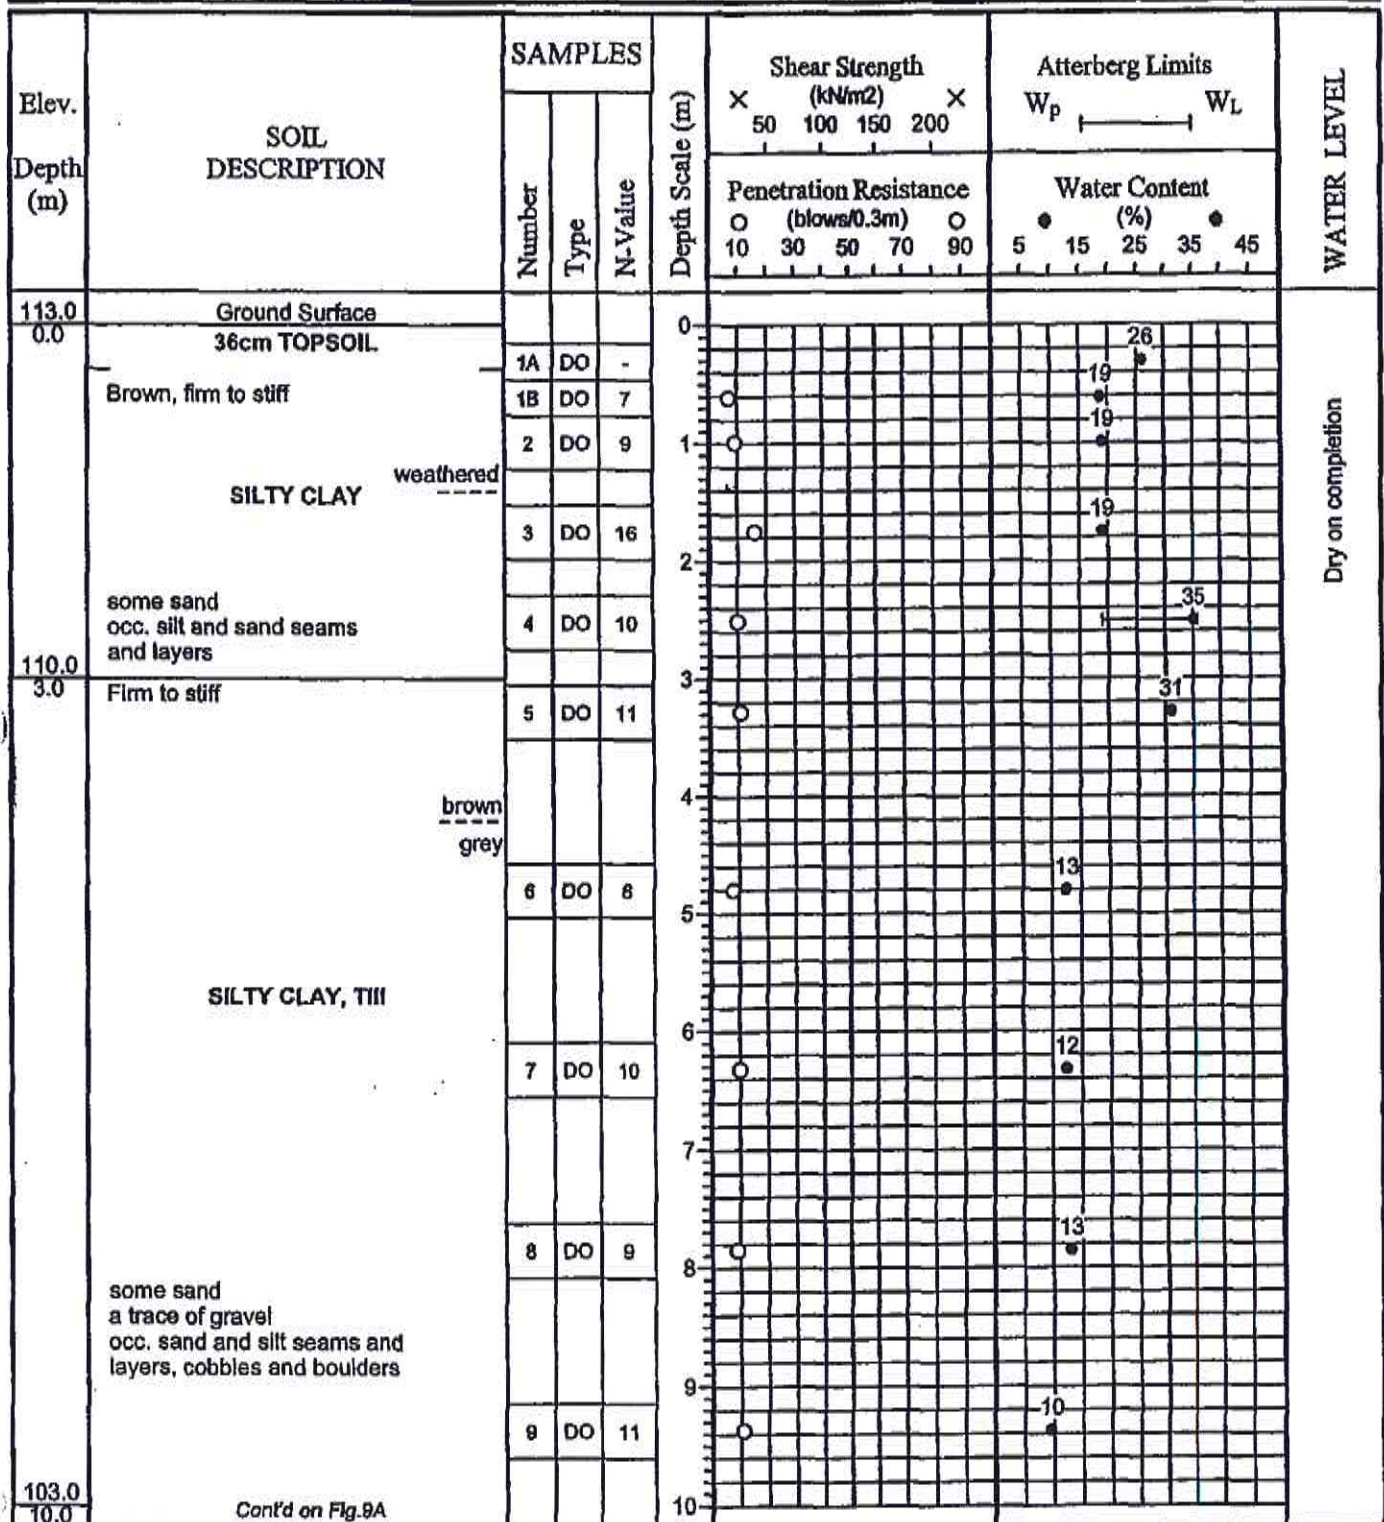 SAMPLES
Elev.
Depth
(m)
SOIL
DESCRIPTION
Number
Type
N-Value
Depth Scale (m)
Shear Strength
× (kN/m2) ×
50 100 150 200
Penetration Resistance
O (blows/0.3m) O
10 30 50 70 90
Atterberg Limits
Wp WL
Water Content
● (%) ●
5 15 25 35 45
WATER LEVEL
113.0 Ground Surface
0.0 36cm TOPSOIL
0
26
1A DO -
19
Brown, firm to stiff
1B DO 7
19
2 DO 9
1
weathered
SILTY CLAY
19
3 DO 16
2
Dry on completion
some sand
35
occ. silt and sand seams
4 DO 10
and layers
110.0
3.0 Firm to stiff
3
31
5 DO 11
4
brown
grey
13
6 DO 8
5
SILTY CLAY, Till
6
12
7 DO 10
7
13
8 DO 9
8
some sand
a trace of gravel
occ. sand and silt seams and
layers, cobbles and boulders
9
10
9 DO 11
103.0
10.0 Cont'd on Fig.9A
10